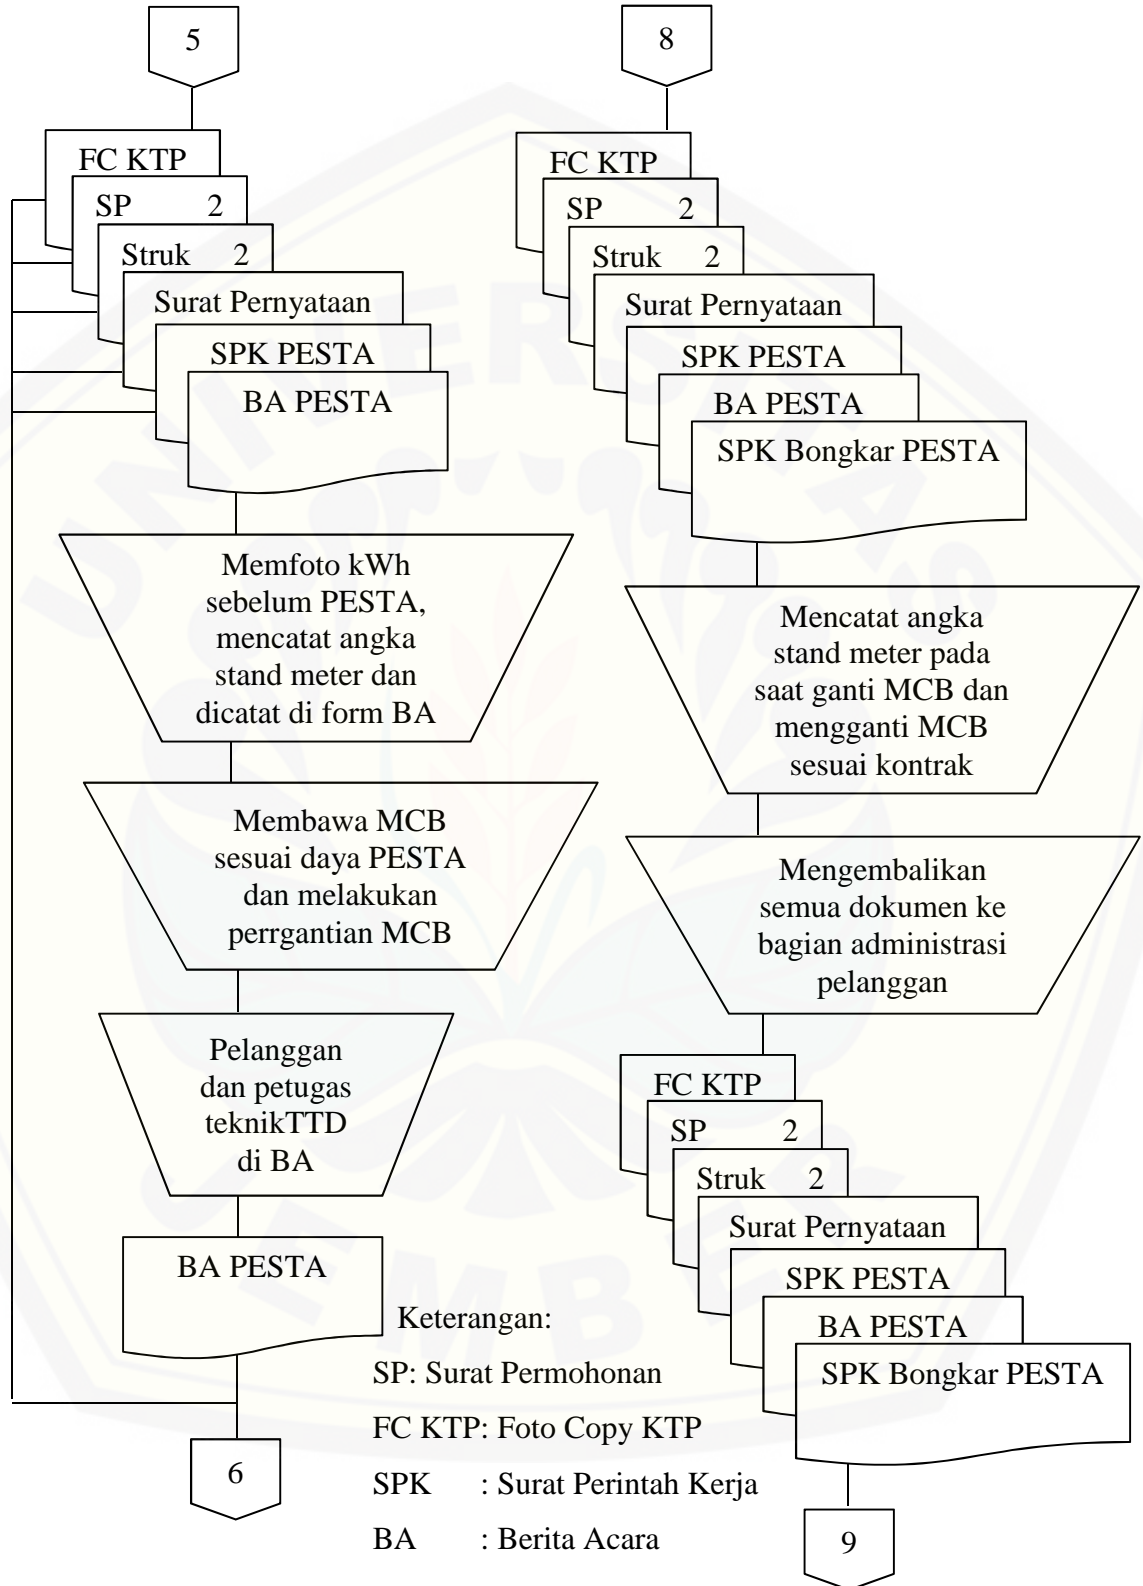 5
FC KTP
SP 2
Struk 2
Surat Pernyataan
SPK PESTA
BA PESTA
Memfoto kWh
sebelum PESTA,
mencatat angka
stand meter dan
dicatat di form BA
Membawa MCB
sesuai daya PESTA
dan melakukan
perrgantian MCB
Pelanggan
dan petugas
teknikTTD
di BA
BA PESTA
6
8
FC KTP
SP 2
Struk 2
Surat Pernyataan
SPK PESTA
BA PESTA
SPK Bongkar PESTA
Mencatat angka
stand meter pada
saat ganti MCB dan
mengganti MCB
sesuai kontrak
Mengembalikan
semua dokumen ke
bagian administrasi
pelanggan
FC KTP
SP 2
Struk 2
Surat Pernyataan
SPK PESTA
BA PESTA
SPK Bongkar PESTA
9
Keterangan:
SP: Surat Permohonan
FC KTP: Foto Copy KTP
SPK : Surat Perintah Kerja
BA : Berita Acara
UNIVERSITAS
JEMBER